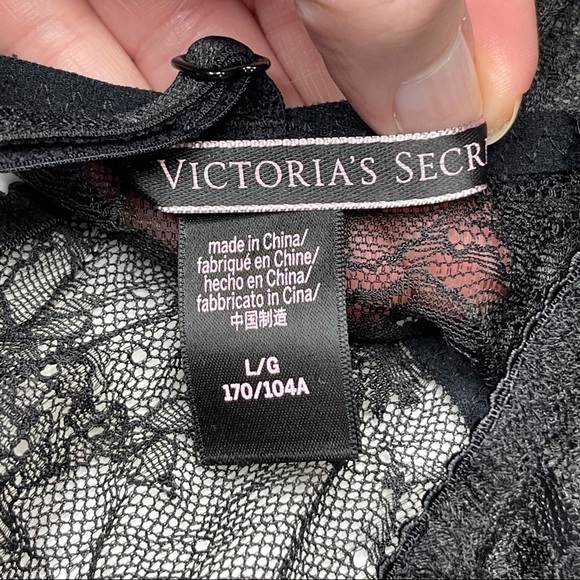 VICTORIA'S SECR
made in China/
fabriqué en Chine/
hecho en China/
fabbricato in Cina/
中国制造
L/G
170/104A